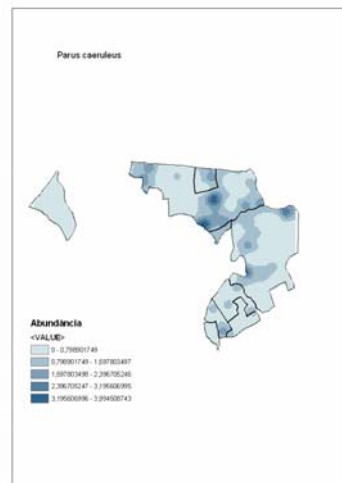 Parus caeruleus
Abundância
<VALUE>
0 - 0,798901749
0,798901749 - 1,597803497
1,597803498 - 2,396705246
2,396705247 - 3,195606995
3,195606996 - 3,994508743